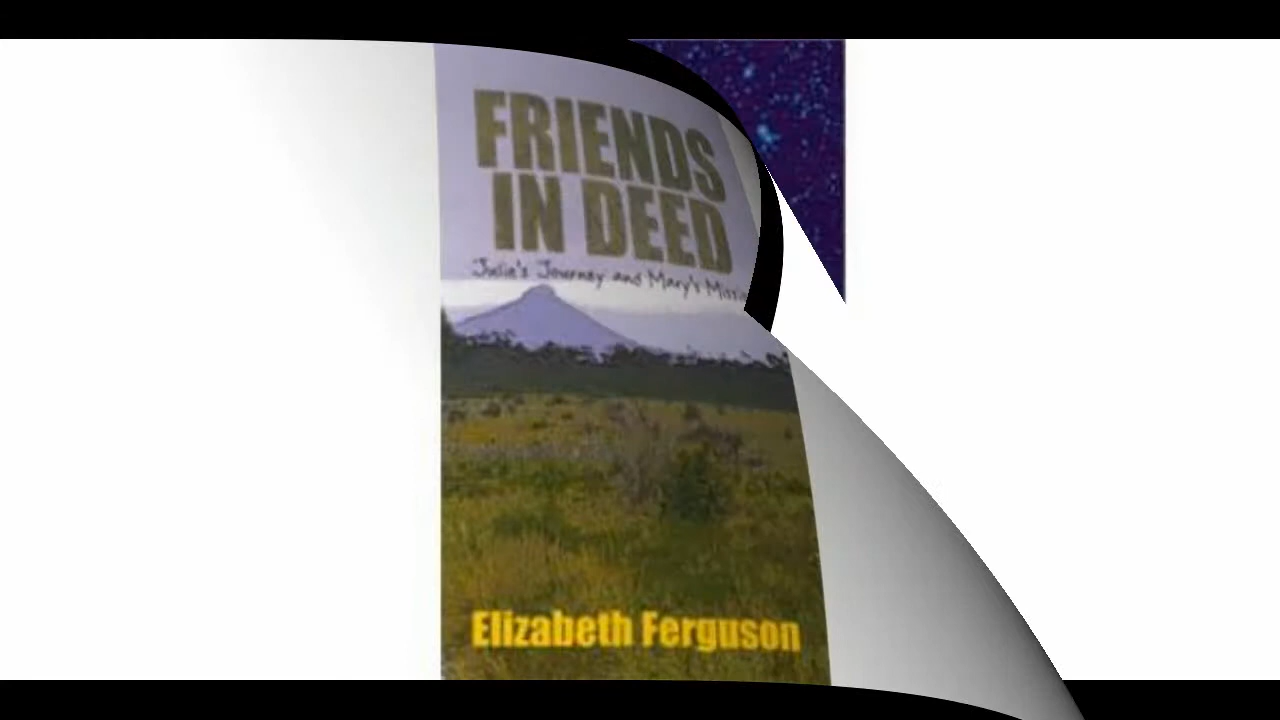 FRIENDS
IN DEED
Julia's Journey and Mary's
Elizabeth Ferguson